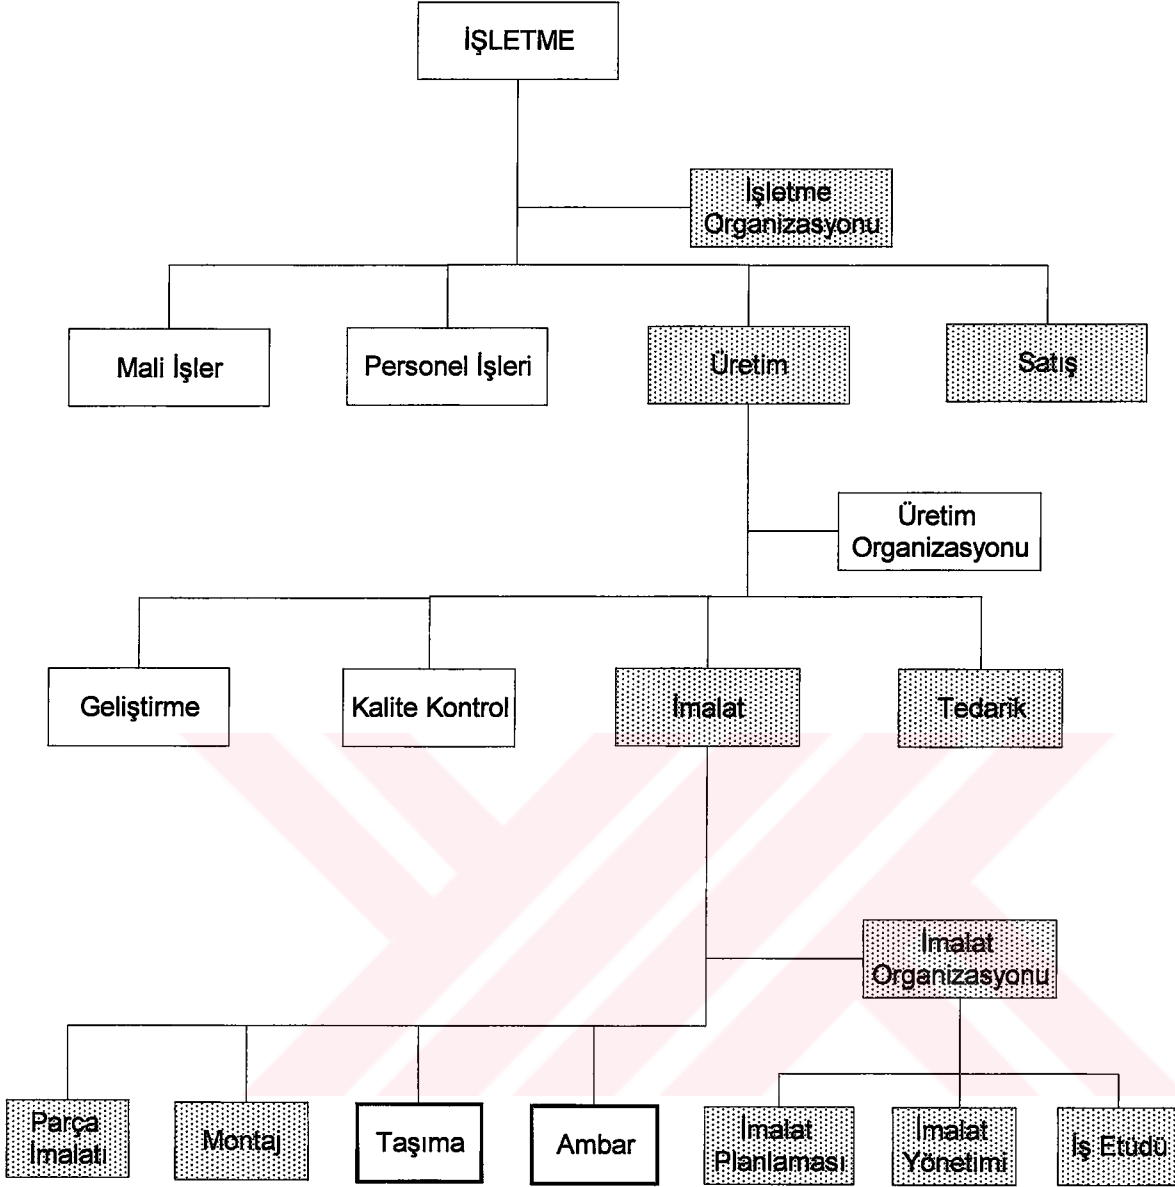 İŞLETME
İşletme
Organizasyonu
Mali İşler
Personel İşleri
Üretim
Satış
Üretim
Organizasyonu
Geliştirme
Kalite Kontrol
İmalat
Tedarik
İmalat
Organizasyonu
Parça
İmalatı
Montaj
Taşıma
Ambar
İmalat
Planlaması
İmalat
Yönetimi
İş Etüdü